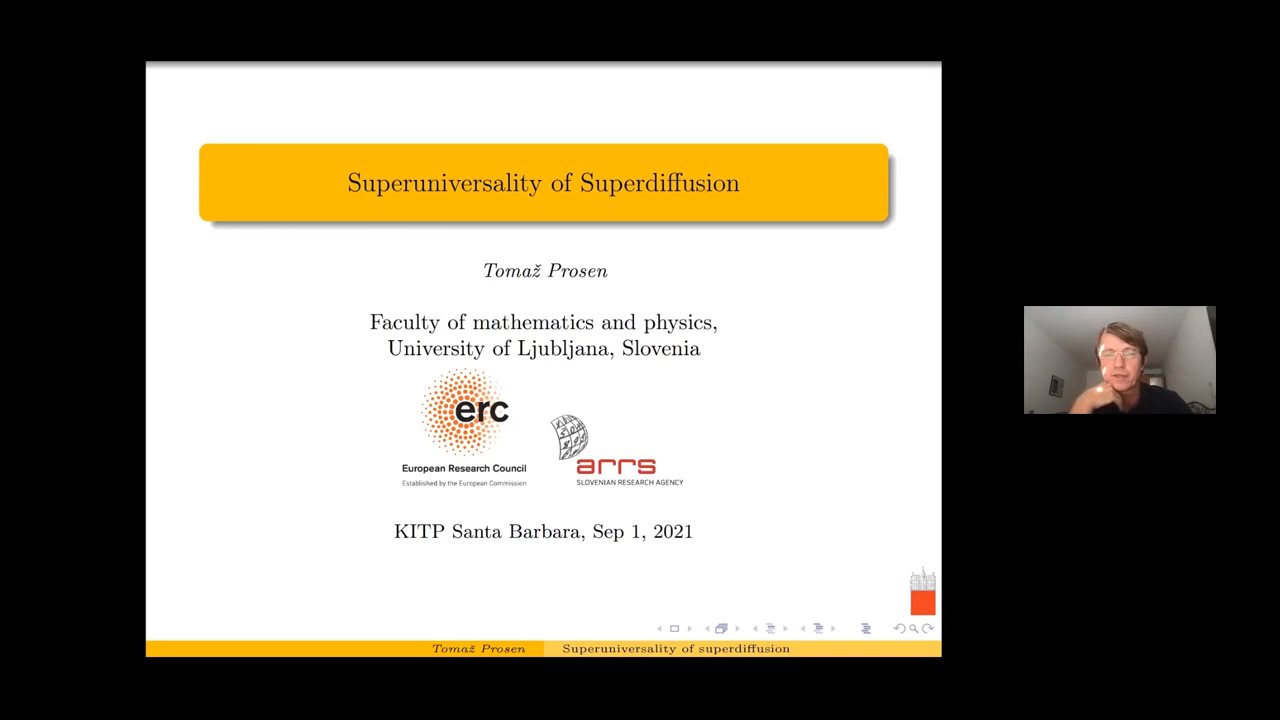 Superuniversality of Superdiffusion
Tomaž Prosen
Faculty of mathematics and physics,
University of Ljubljana, Slovenia
erc
European Research Council
Established by the European Commission
arrs
SLOVENIAN RESEARCH AGENCY
KITP Santa Barbara, Sep 1, 2021
Tomaž Prosen
Superuniversality of superdiffusion